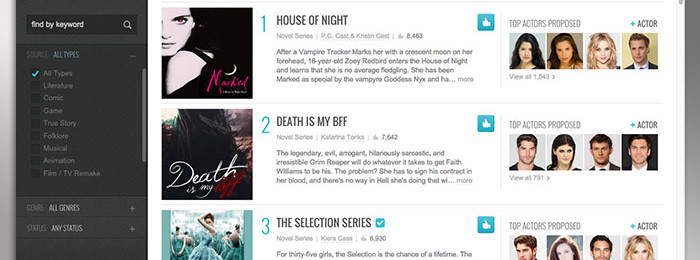 find by keyword
SOURCE: ALL TYPES
All Types
Literature
Comic
Game
True Story
Folklore
Musical
Animation
Film / TV Remake
GENRE: ALL GENRES
STATUS: ANY STATUS
Marked
1 HOUSE OF NIGHT
Novel Series | P.C. Cast & Kristin Cast | 8,463
After a Vampire Tracker Marks her with a crescent moon on her
forehead, 16-year-old Zoey Redbird enters the House of Night
and learns that she is no average fledgling. She has been
Marked as special by the vampyre Goddess Nyx and ha... more
TOP ACTORS PROPOSED
+ ACTOR
View all 1,543 >
Death
is my BFF
2 DEATH IS MY BFF
Novel Series | Katarina Tonks | 7,642
The legendary, evil, arrogant, hilariously sarcastic, and
irresistible Grim Reaper will do whatever it takes to get Faith
Williams to be his. The problem? She has to sign his contract in
her blood, and there's no way in Hell she's doing that wi... more
TOP ACTORS PROPOSED
+ ACTOR
View all 791 >
3 THE SELECTION SERIES
Novel Series | Kiera Cass | 6,930
For thirty-five girls, the Selection is the chance of a lifetime. The
TOP ACTORS PROPOSED
+ ACTOR